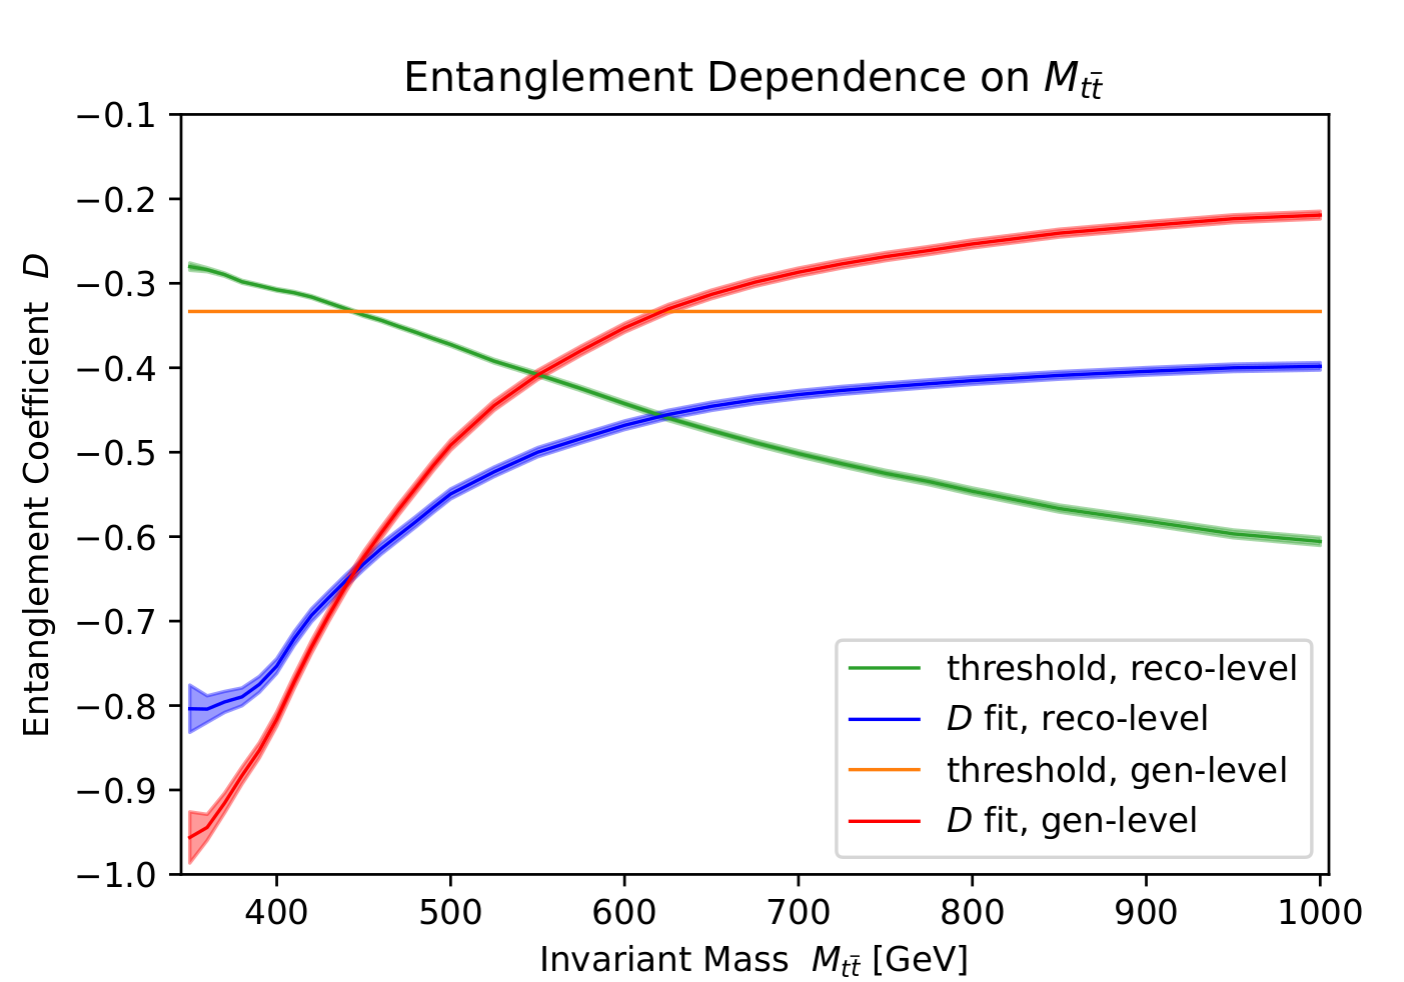 Entanglement Dependence on M_{tt̄}
−0.1
−0.2
−0.3
−0.4
−0.5
−0.6
−0.7
−0.8
−0.9
−1.0
Entanglement Coefficient D
threshold, reco-level
D fit, reco-level
threshold, gen-level
D fit, gen-level
400 500 600 700 800 900 1000
Invariant Mass M_{tt̄} [GeV]